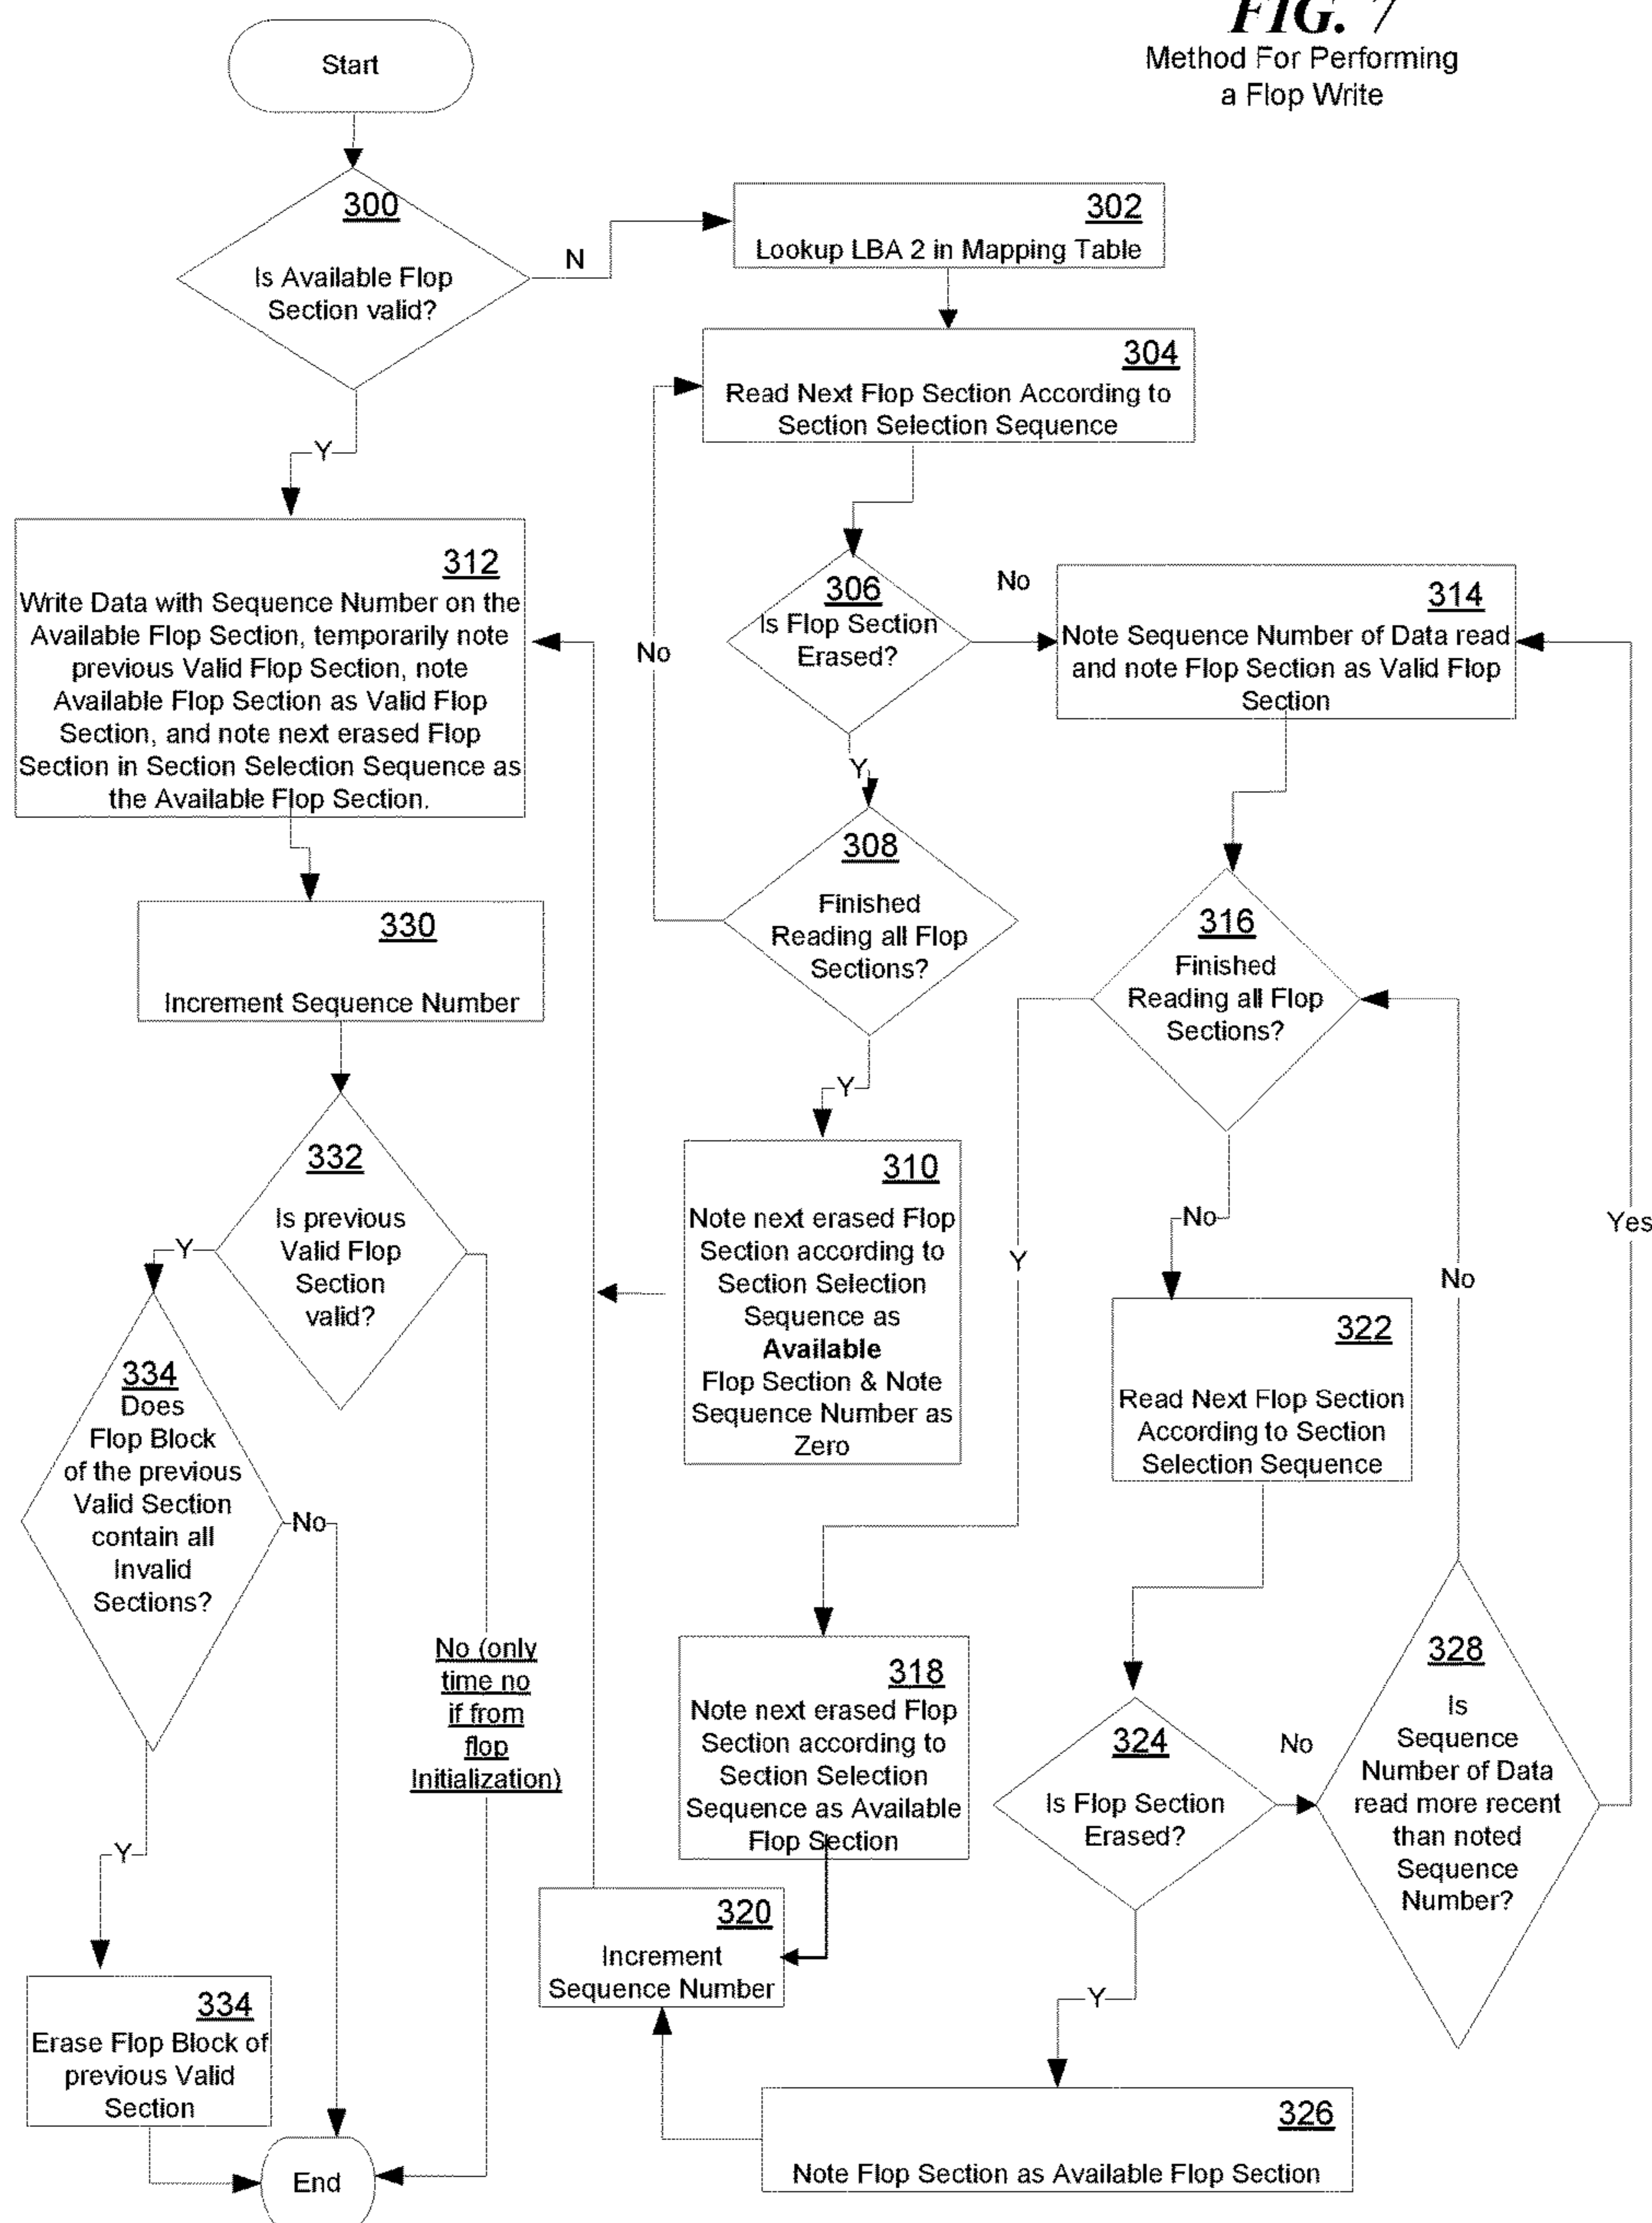 FIG. 7
Method For Performing
a Flop Write
Start
300
Is Available Flop
Section valid?
N
302
Lookup LBA 2 in Mapping Table
304
Read Next Flop Section According to
Section Selection Sequence
Y
312
Write Data with Sequence Number on the
Available Flop Section, temporarily note
previous Valid Flop Section, note
Available Flop Section as Valid Flop
Section, and note next erased Flop
Section in Section Selection Sequence as
the Available Flop Section.
No
306
Is Flop Section
Erased?
No
314
Note Sequence Number of Data read
and note Flop Section as Valid Flop
Section
Y
308
Finished
Reading all Flop
Sections?
316
Finished
Reading all Flop
Sections?
330
Increment Sequence Number
Y
332
Is previous
Valid Flop
Section
valid?
Y
310
Note next erased Flop
Section according to
Section Selection
Sequence as
Available
Flop Section & Note
Sequence Number as
Zero
Y
No
No
Yes
322
Read Next Flop Section
According to Section
Selection Sequence
334
Does
Flop Block
of the previous
Valid Section
contain all
Invalid
Sections?
No
No (only
time no
if from
flop
Initialization)
318
Note next erased Flop
Section according to
Section Selection
Sequence as Available
Flop Section
324
Is Flop Section
Erased?
No
328
Is
Sequence
Number of Data
read more recent
than noted
Sequence
Number?
Y
320
Increment
Sequence Number
Y
334
Erase Flop Block of
previous Valid
Section
326
Note Flop Section as Available Flop Section
End